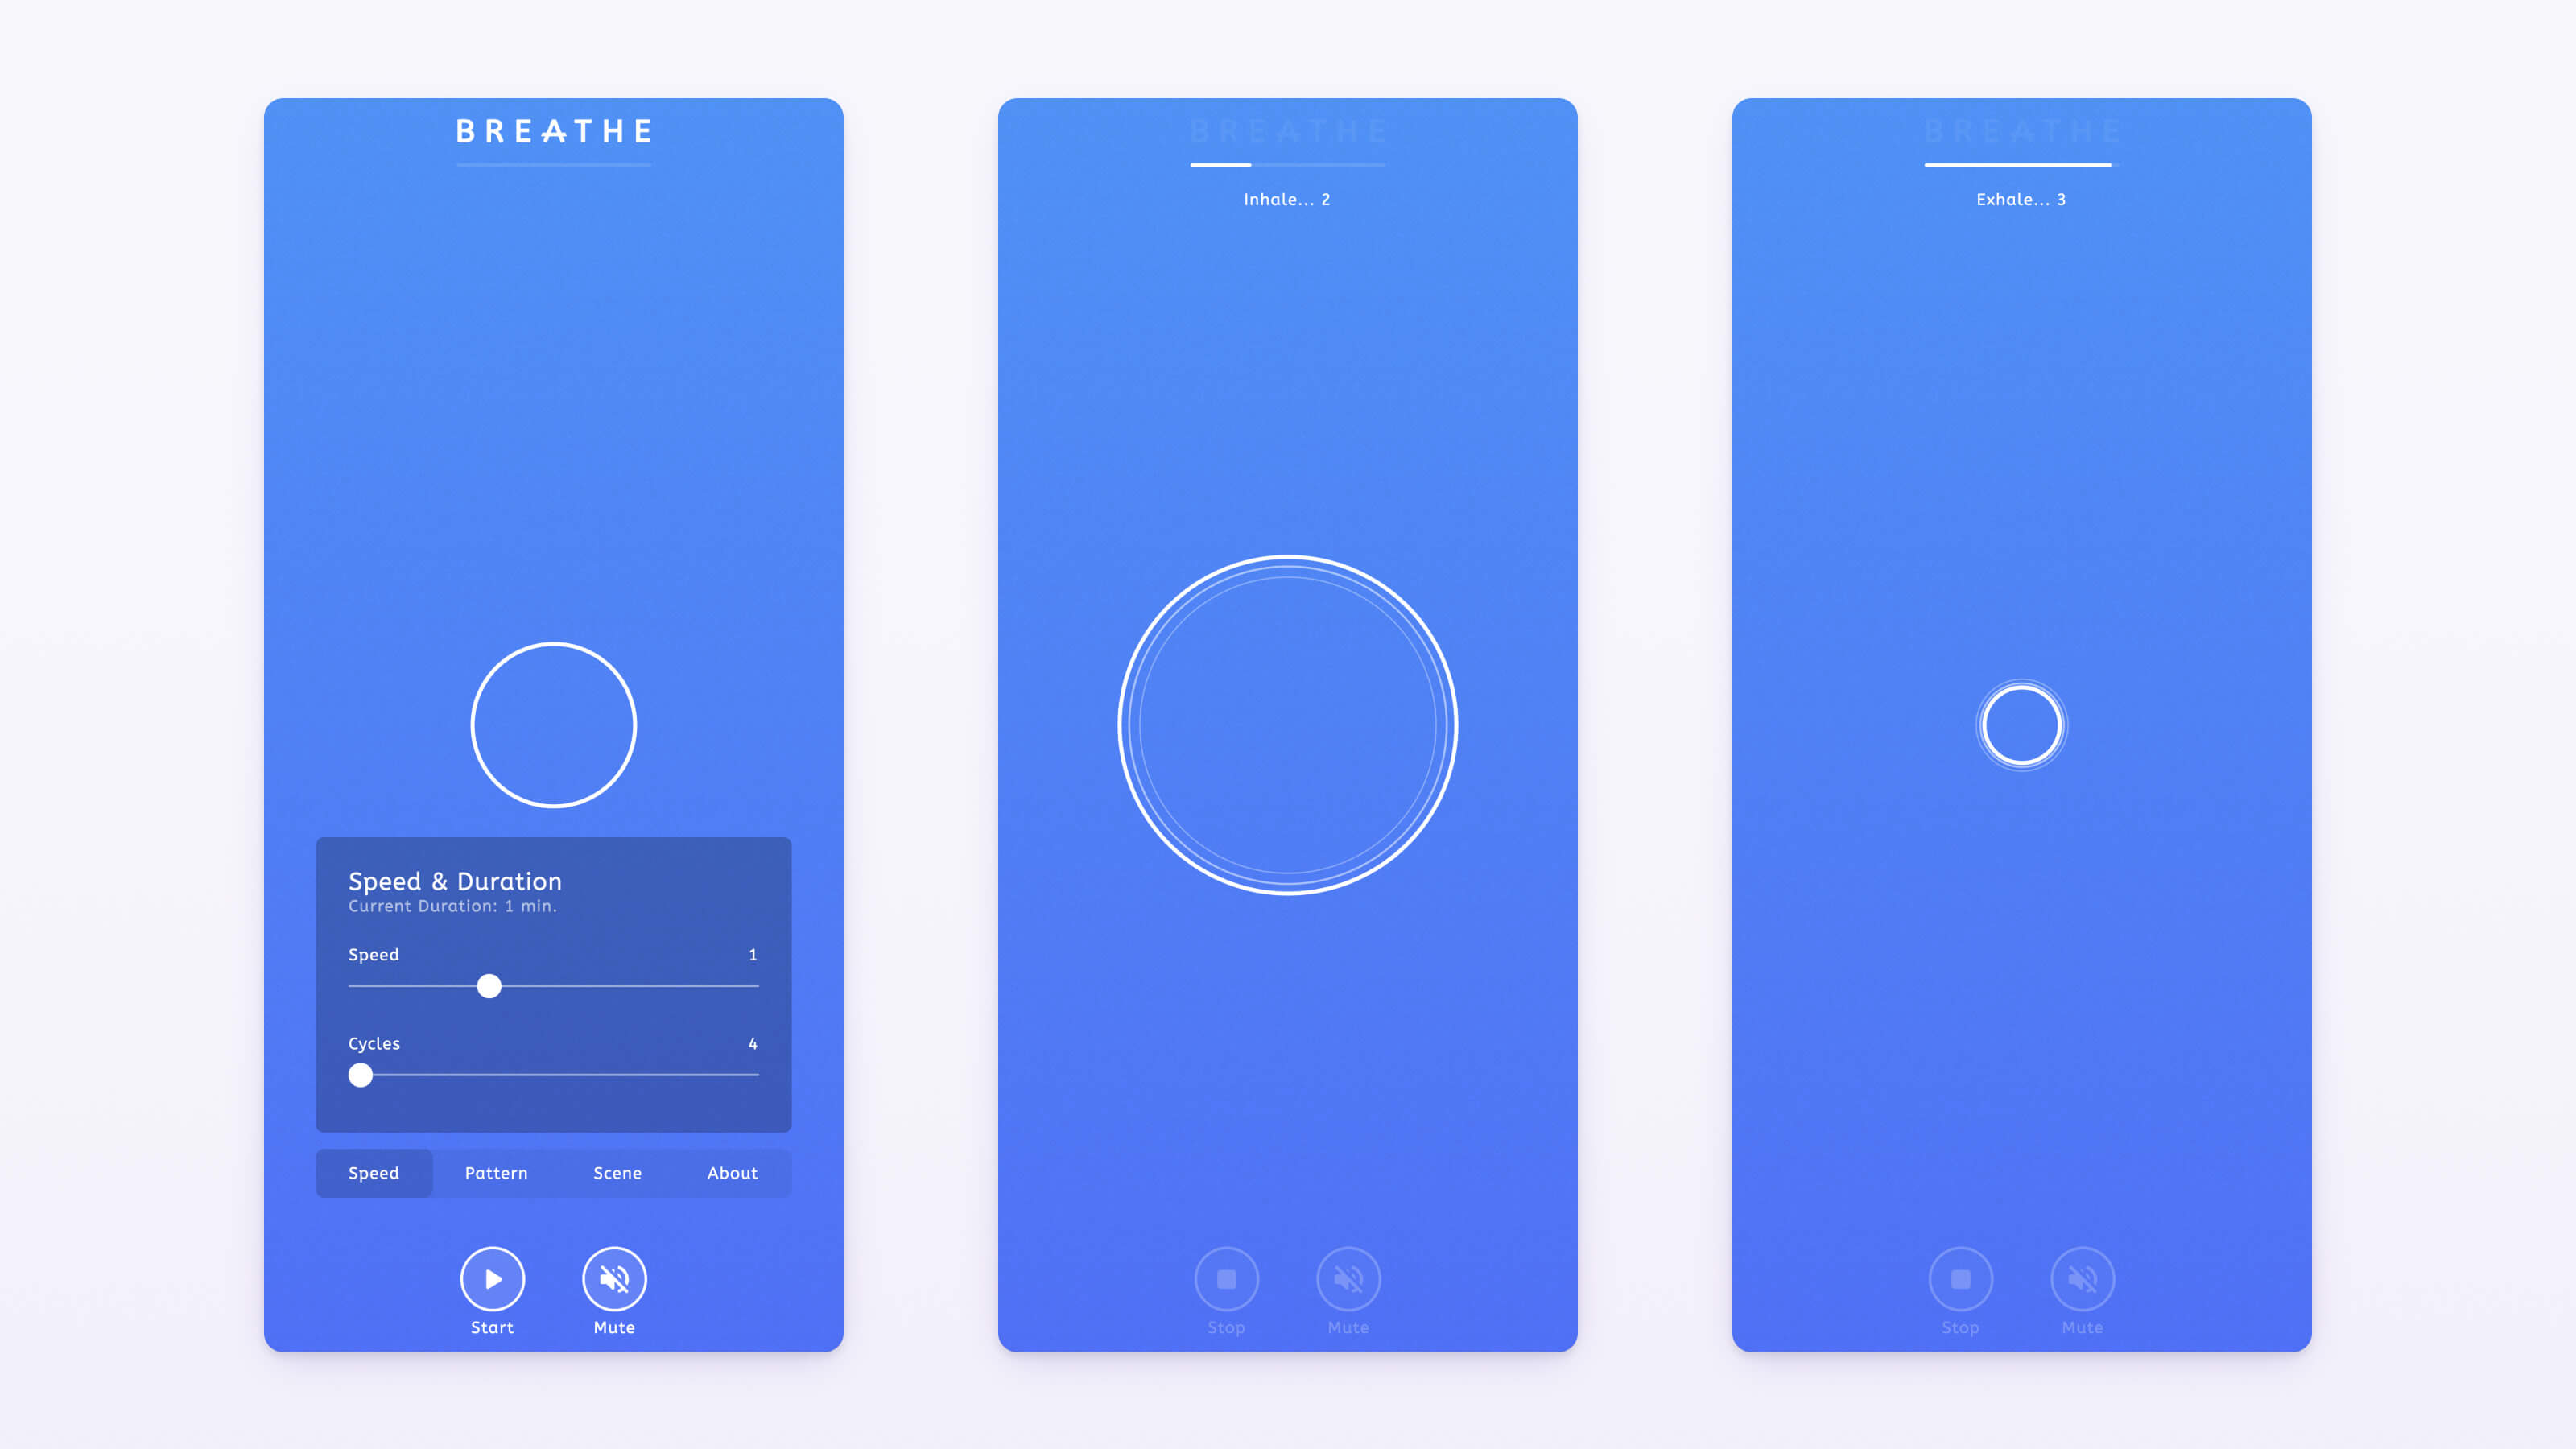 BREATHE
Speed & Duration
Current Duration: 1 min.
Speed 1
Cycles 4
Speed Pattern Scene About
Start Mute
BREATHE
Inhale... 2
Stop Mute
BREATHE
Exhale... 3
Stop Mute